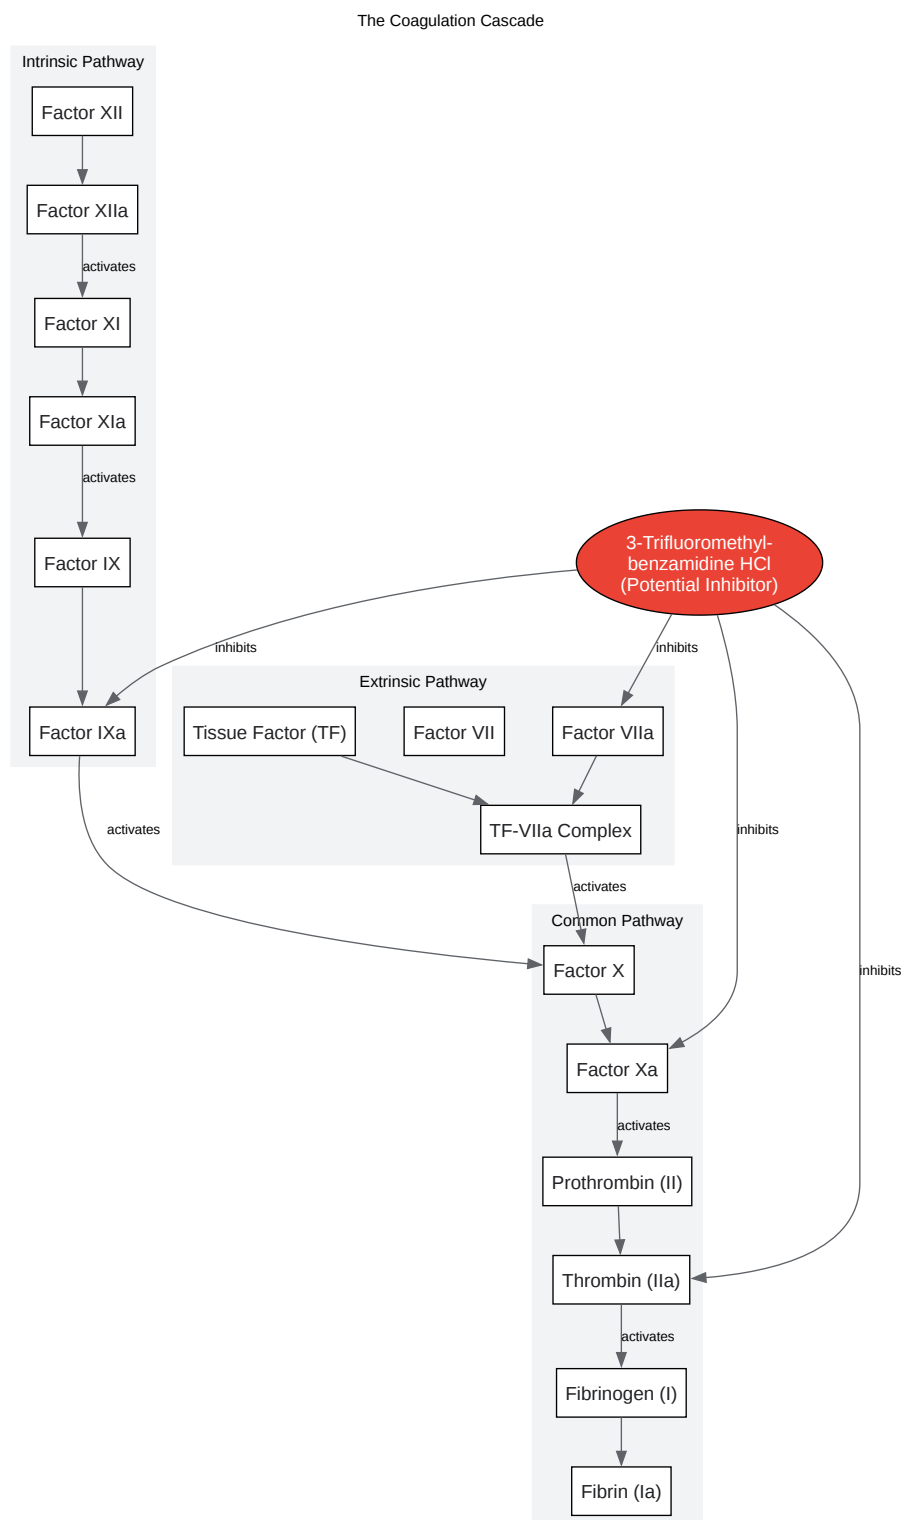 The Coagulation Cascade
Intrinsic Pathway
Factor XII
Factor XIIa
activates
Factor XI
Factor XIa
activates
Factor IX
3-Trifluoromethyl-
benzamidine HCl
(Potential Inhibitor)
inhibits
inhibits
Extrinsic Pathway
Factor IXa
Tissue Factor (TF)
Factor VII
Factor VIIa
activates
TF-VIIa Complex
inhibits
activates
Common Pathway
Factor X
inhibits
Factor Xa
activates
Prothrombin (II)
Thrombin (IIa)
activates
Fibrinogen (I)
Fibrin (Ia)